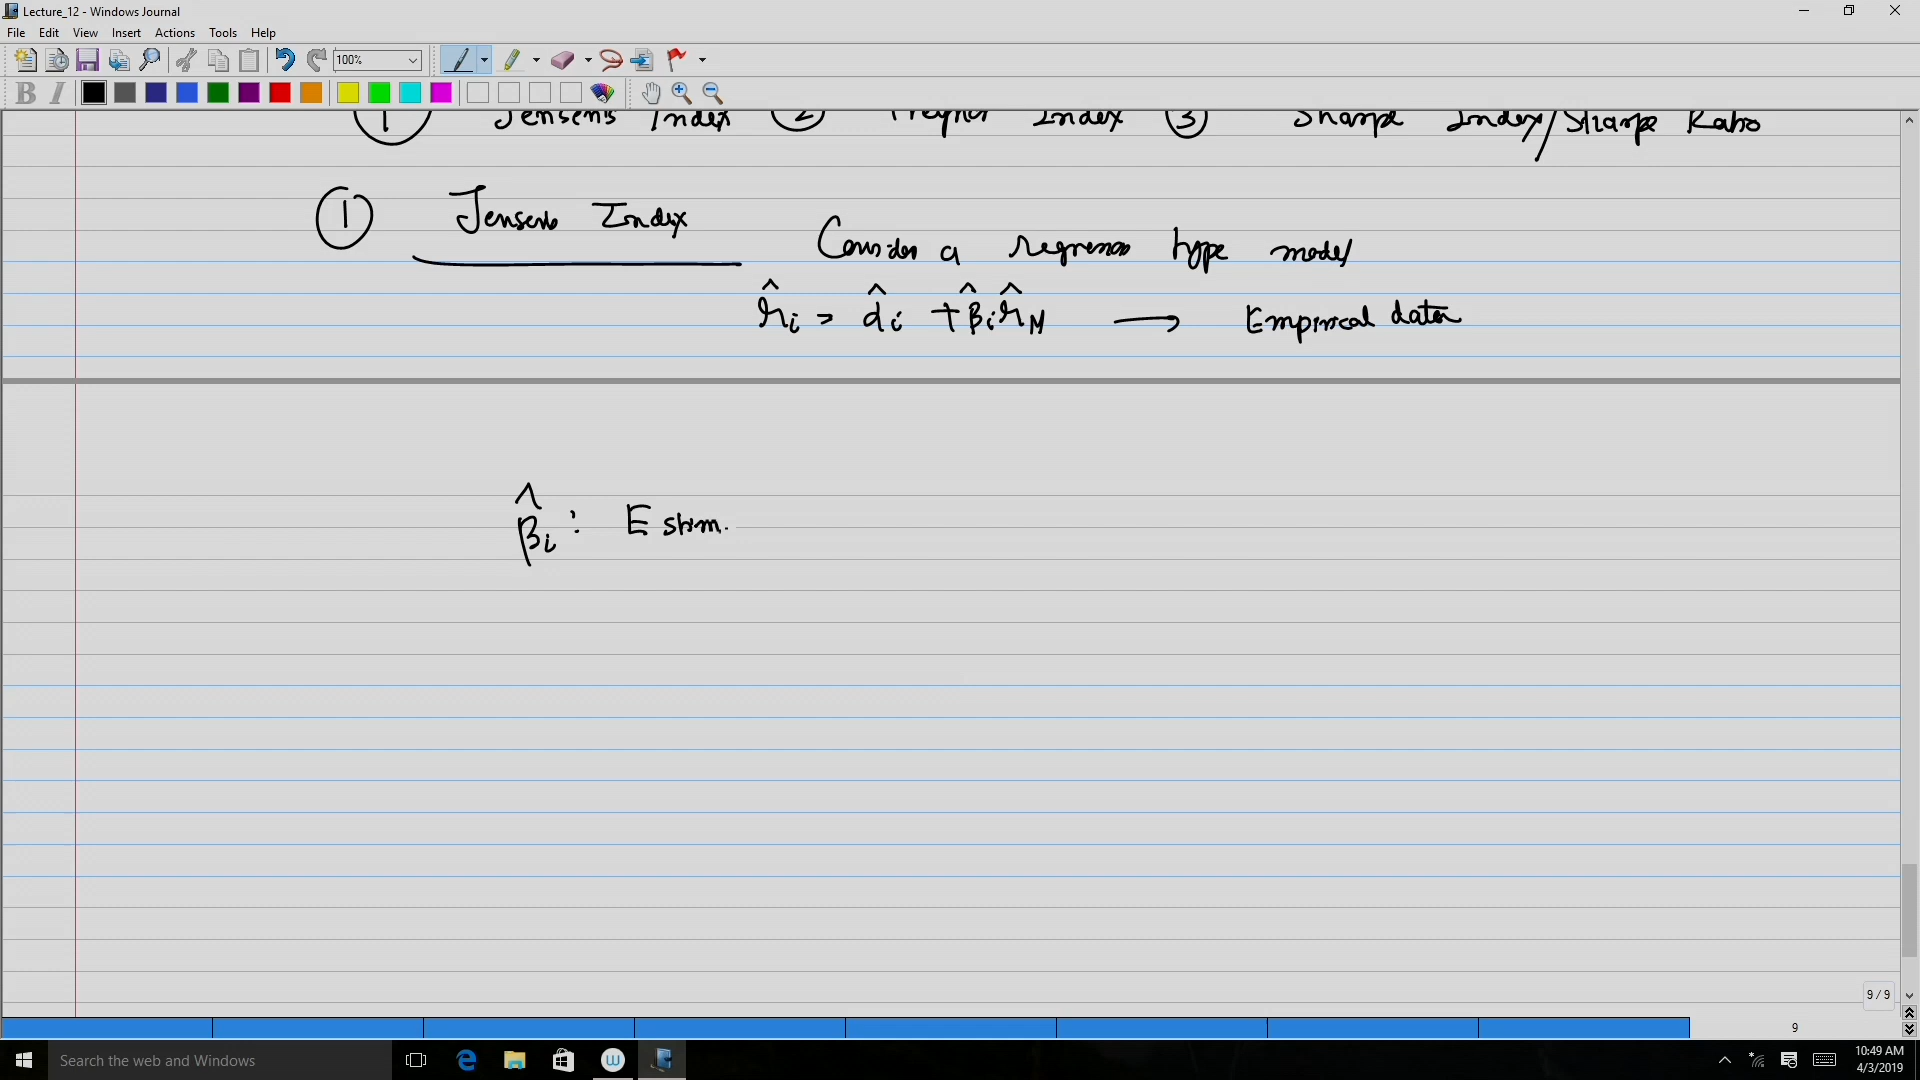 Lecture_12 - Windows Journal
File Edit View Insert Actions Tools Help
100%
B I
1 Jensen's Index 2 Treynor Index 3 Sharpe Index/Sharpe Ratio
1 Jensen's Index
Consider a regression type model
r̂i = α̂i + β̂i r̂M → Empirical data
β̂i : Estim.
9 / 9
9
Search the web and Windows
10:49 AM
4/3/2019